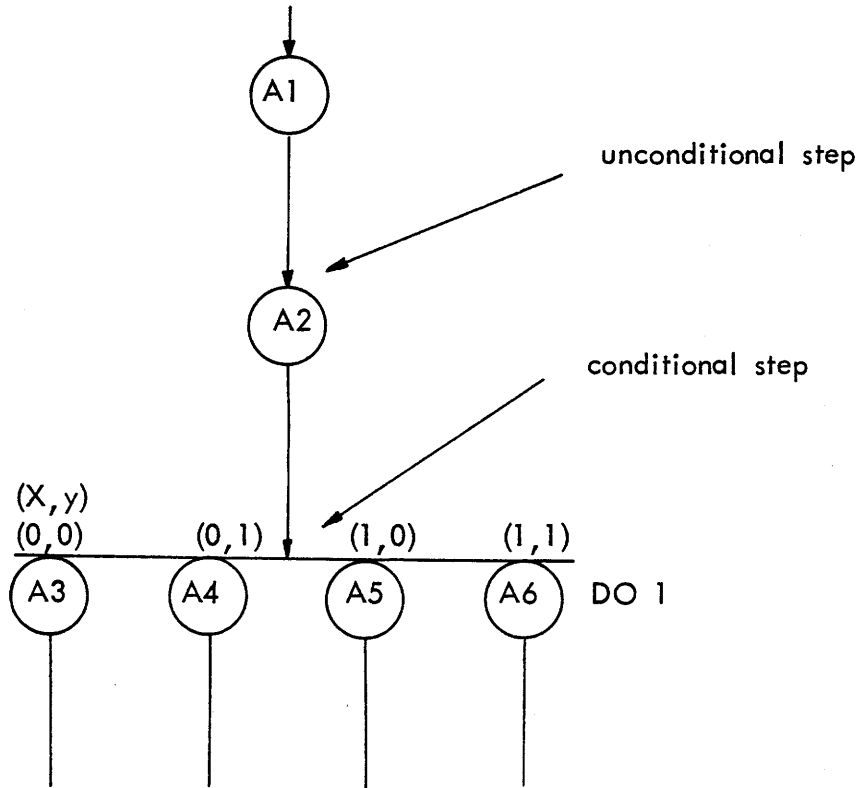 A1
unconditional step
A2
conditional step
(X,y)
(0,0) (0,1) (1,0) (1,1)
A3 A4 A5 A6 DO 1